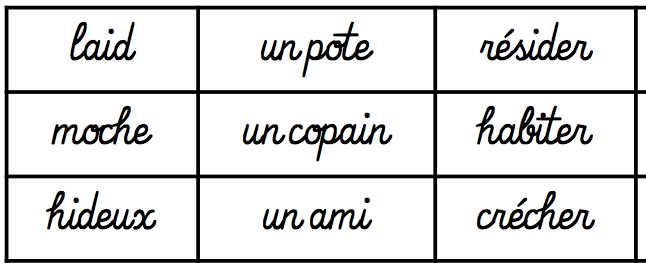 laid un pote résider
moche un copain habiter
hideux un ami crécher